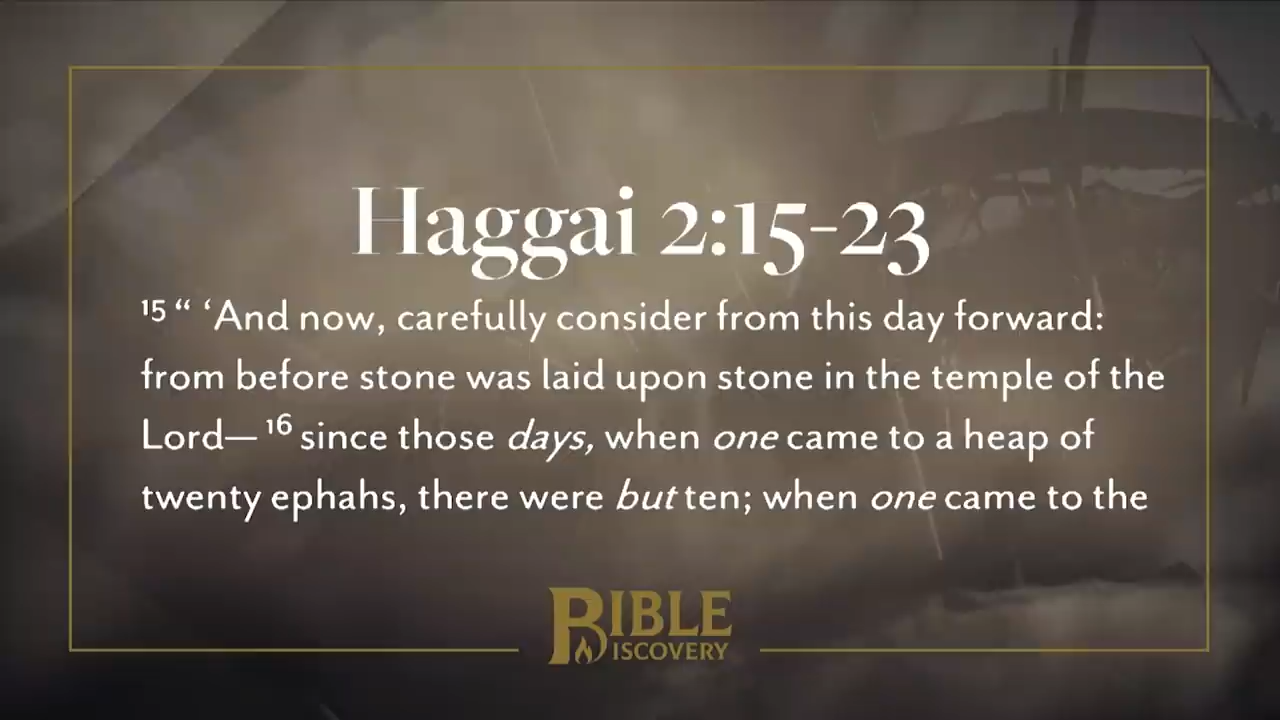 Haggai 2:15-23
¹⁵ “ ‘And now, carefully consider from this day forward:
from before stone was laid upon stone in the temple of the
Lord— ¹⁶ since those days, when one came to a heap of
twenty ephahs, there were but ten; when one came to the
BIBLE
DISCOVERY